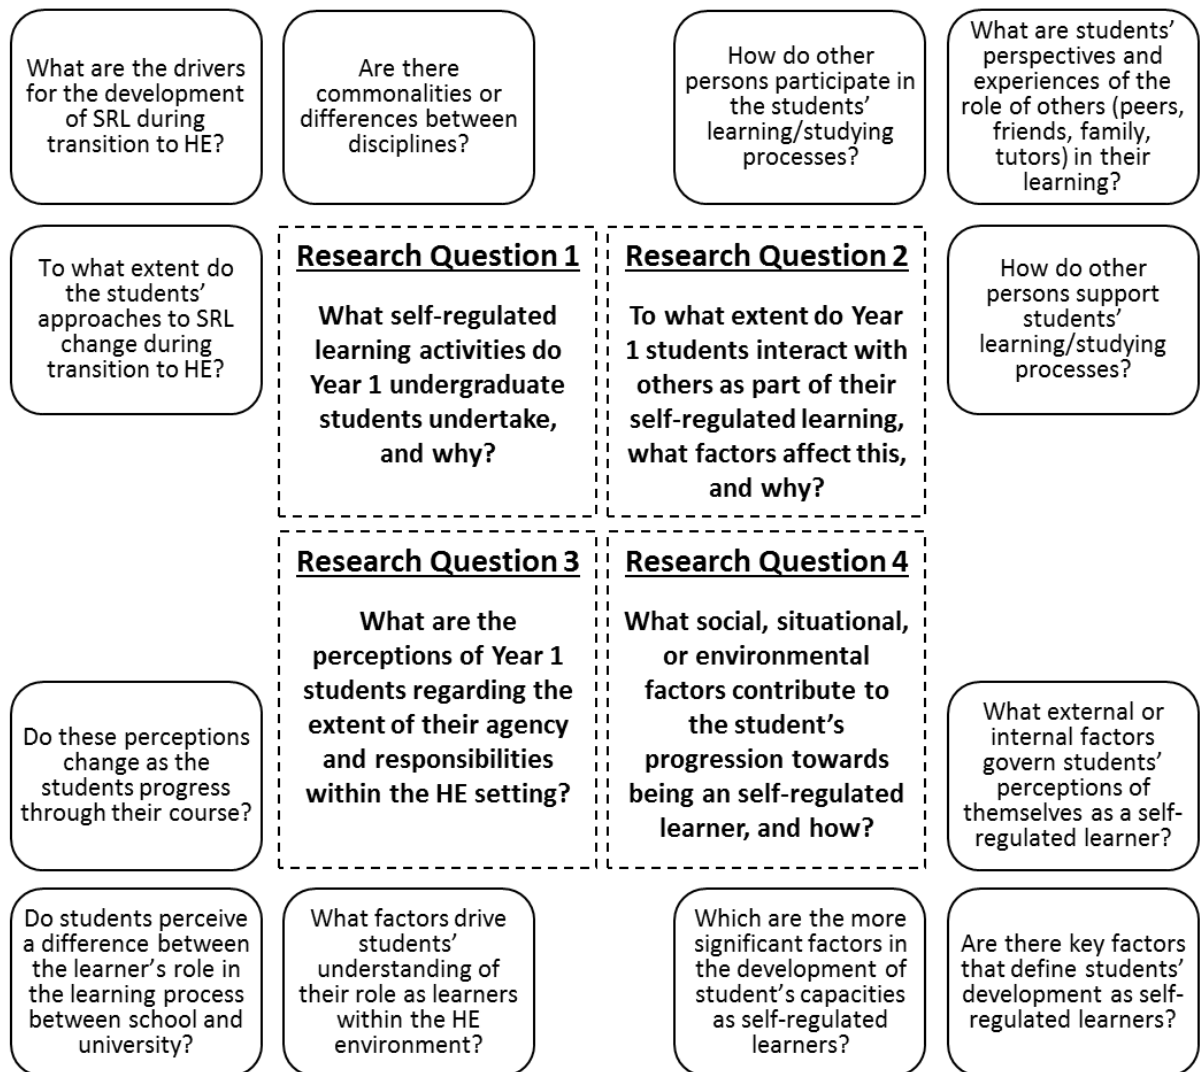 What are the drivers
for the development
of SRL during
transition to HE?
Are there
commonalities or
differences between
disciplines?
How do other
persons participate in
the students’
learning/studying
processes?
What are students’
perspectives and
experiences of the
role of others (peers,
friends, family,
tutors) in their
learning?
To what extent do
the students’
approaches to SRL
change during
transition to HE?
Research Question 1
What self-regulated
learning activities do
Year 1 undergraduate
students undertake,
and why?
Research Question 2
To what extent do Year
1 students interact with
others as part of their
self-regulated learning,
what factors affect this,
and why?
How do other
persons support
students’
learning/studying
processes?
Research Question 3
What are the
perceptions of Year 1
students regarding the
extent of their agency
and responsibilities
within the HE setting?
Research Question 4
What social, situational,
or environmental
factors contribute to
the student’s
progression towards
being an self-regulated
learner, and how?
Do these perceptions
change as the
students progress
through their course?
What external or
internal factors
govern students’
perceptions of
themselves as a self-
regulated learner?
Do students perceive
a difference between
the learner’s role in
the learning process
between school and
university?
What factors drive
students’
understanding of
their role as learners
within the HE
environment?
Which are the more
significant factors in
the development of
student’s capacities
as self-regulated
learners?
Are there key factors
that define students’
development as self-
regulated learners?